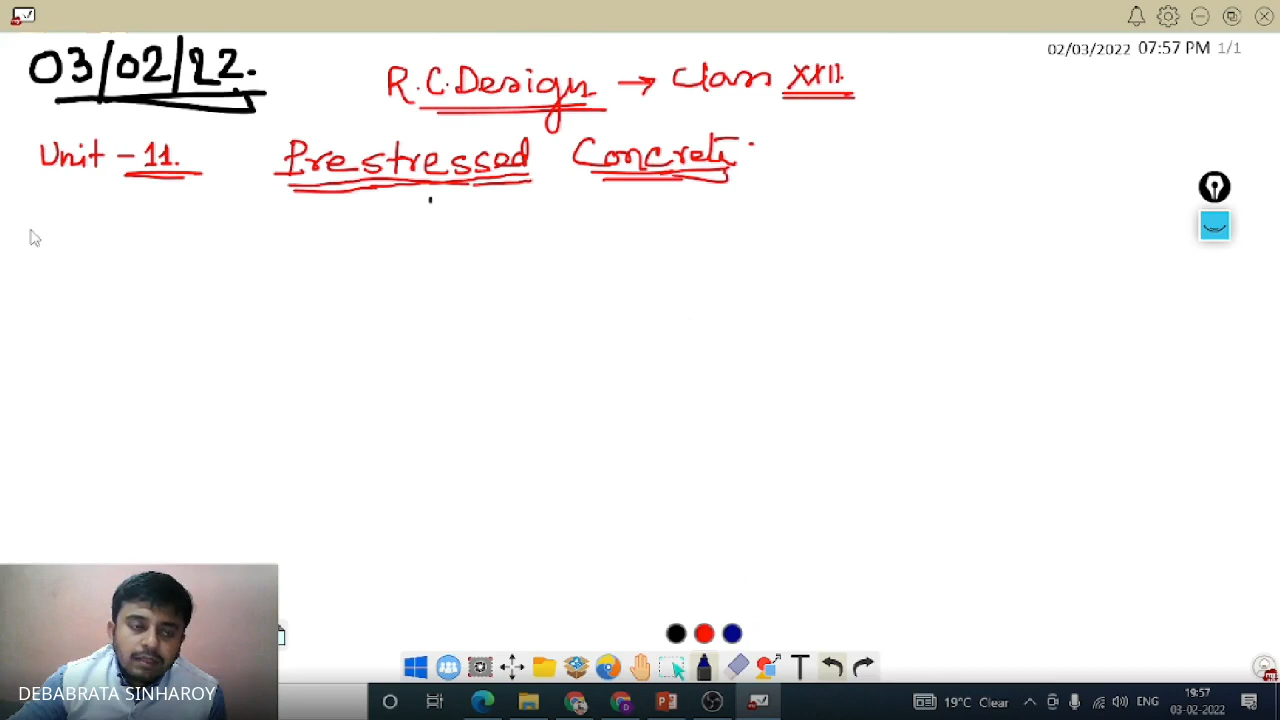 02/03/2022 07:57 PM 1/1
03/02/22.
R.C. Design → Class XXII.
Unit – 11. Prestressed Concrete
DEBABRATA SINHAROY
19°C Clear
ENG
19:57
03-02-2022